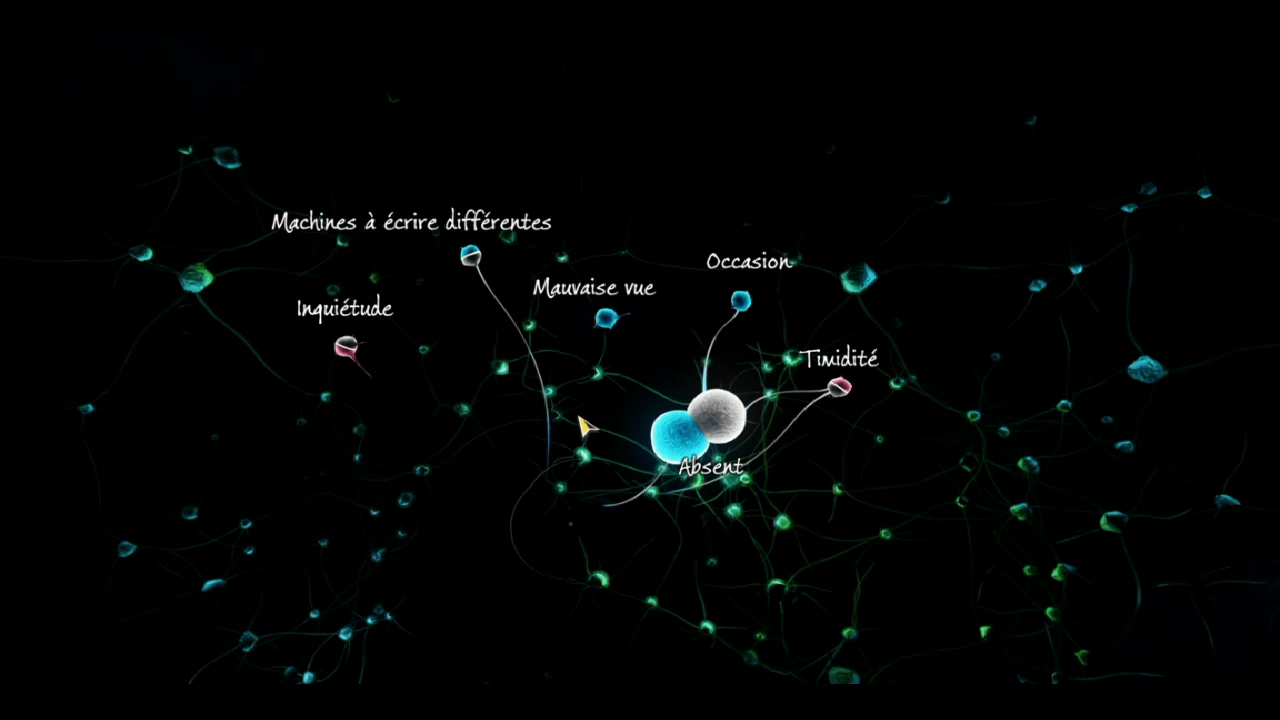 Machines à écrire différentes
Occasion
Mauvaise vue
Inquiétude
Timidité
Absent